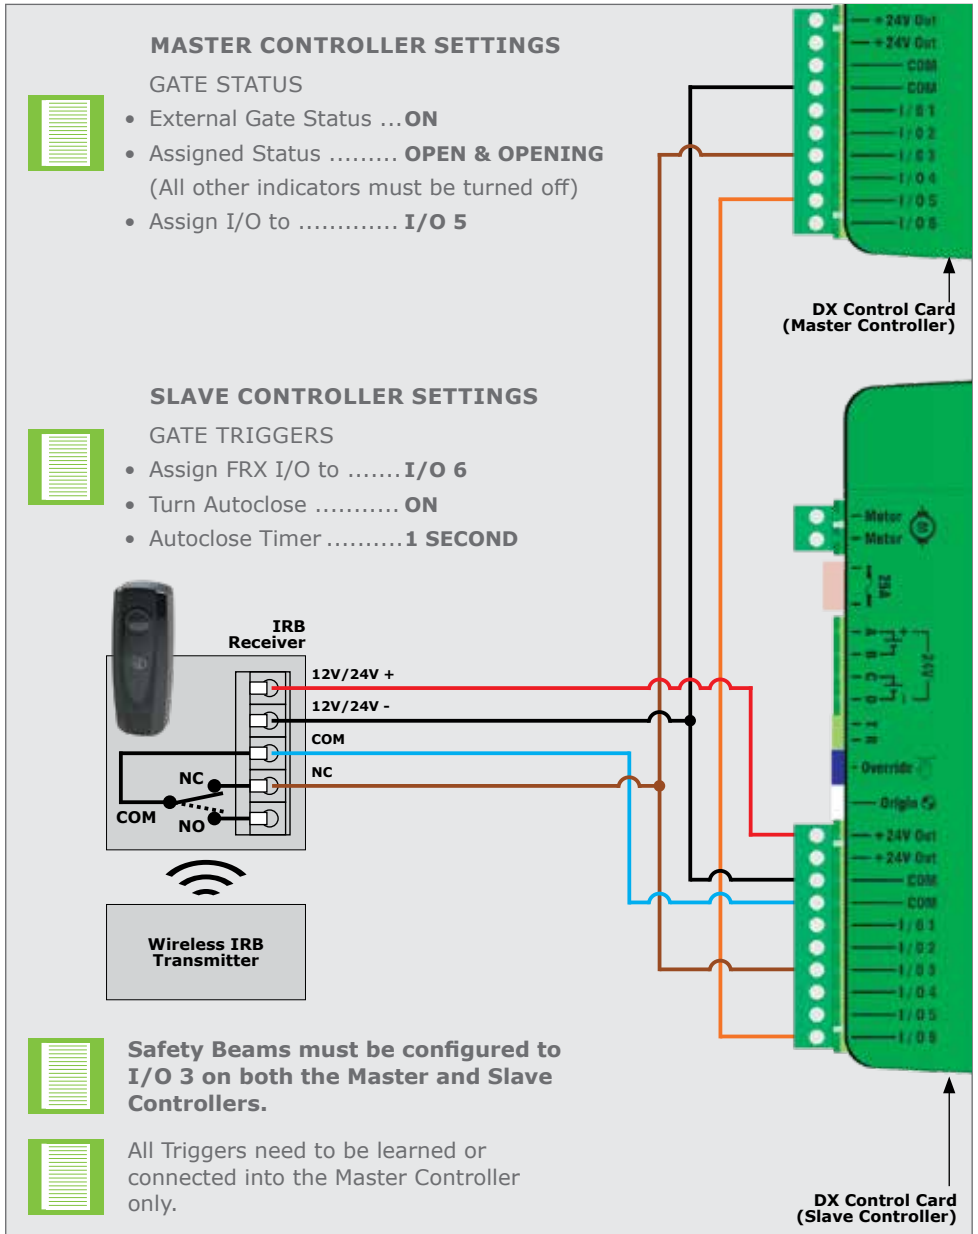 MASTER CONTROLLER SETTINGS
GATE STATUS
• External Gate Status ...ON
• Assigned Status ......... OPEN & OPENING
(All other indicators must be turned off)
• Assign I/O to ............. I/O 5
+24V Out
+24V Out
COM
COM
I/O 1
I/O 2
I/O 3
I/O 4
I/O 5
I/O 6
DX Control Card
(Master Controller)
SLAVE CONTROLLER SETTINGS
GATE TRIGGERS
• Assign FRX I/O to .......I/O 6
• Turn Autoclose ........... ON
• Autoclose Timer ..........1 SECOND
Motor
Motor
25A
A
B
C
D
+
24V
-
Override
Origin
+24V Out
+24V Out
COM
COM
I/O 1
I/O 2
I/O 3
I/O 4
I/O 5
I/O 6
IRB
Receiver
12V/24V +
12V/24V -
COM
NC
NC
COM
NO
Wireless IRB
Transmitter
Safety Beams must be configured to
I/O 3 on both the Master and Slave
Controllers.
All Triggers need to be learned or
connected into the Master Controller
only.
DX Control Card
(Slave Controller)